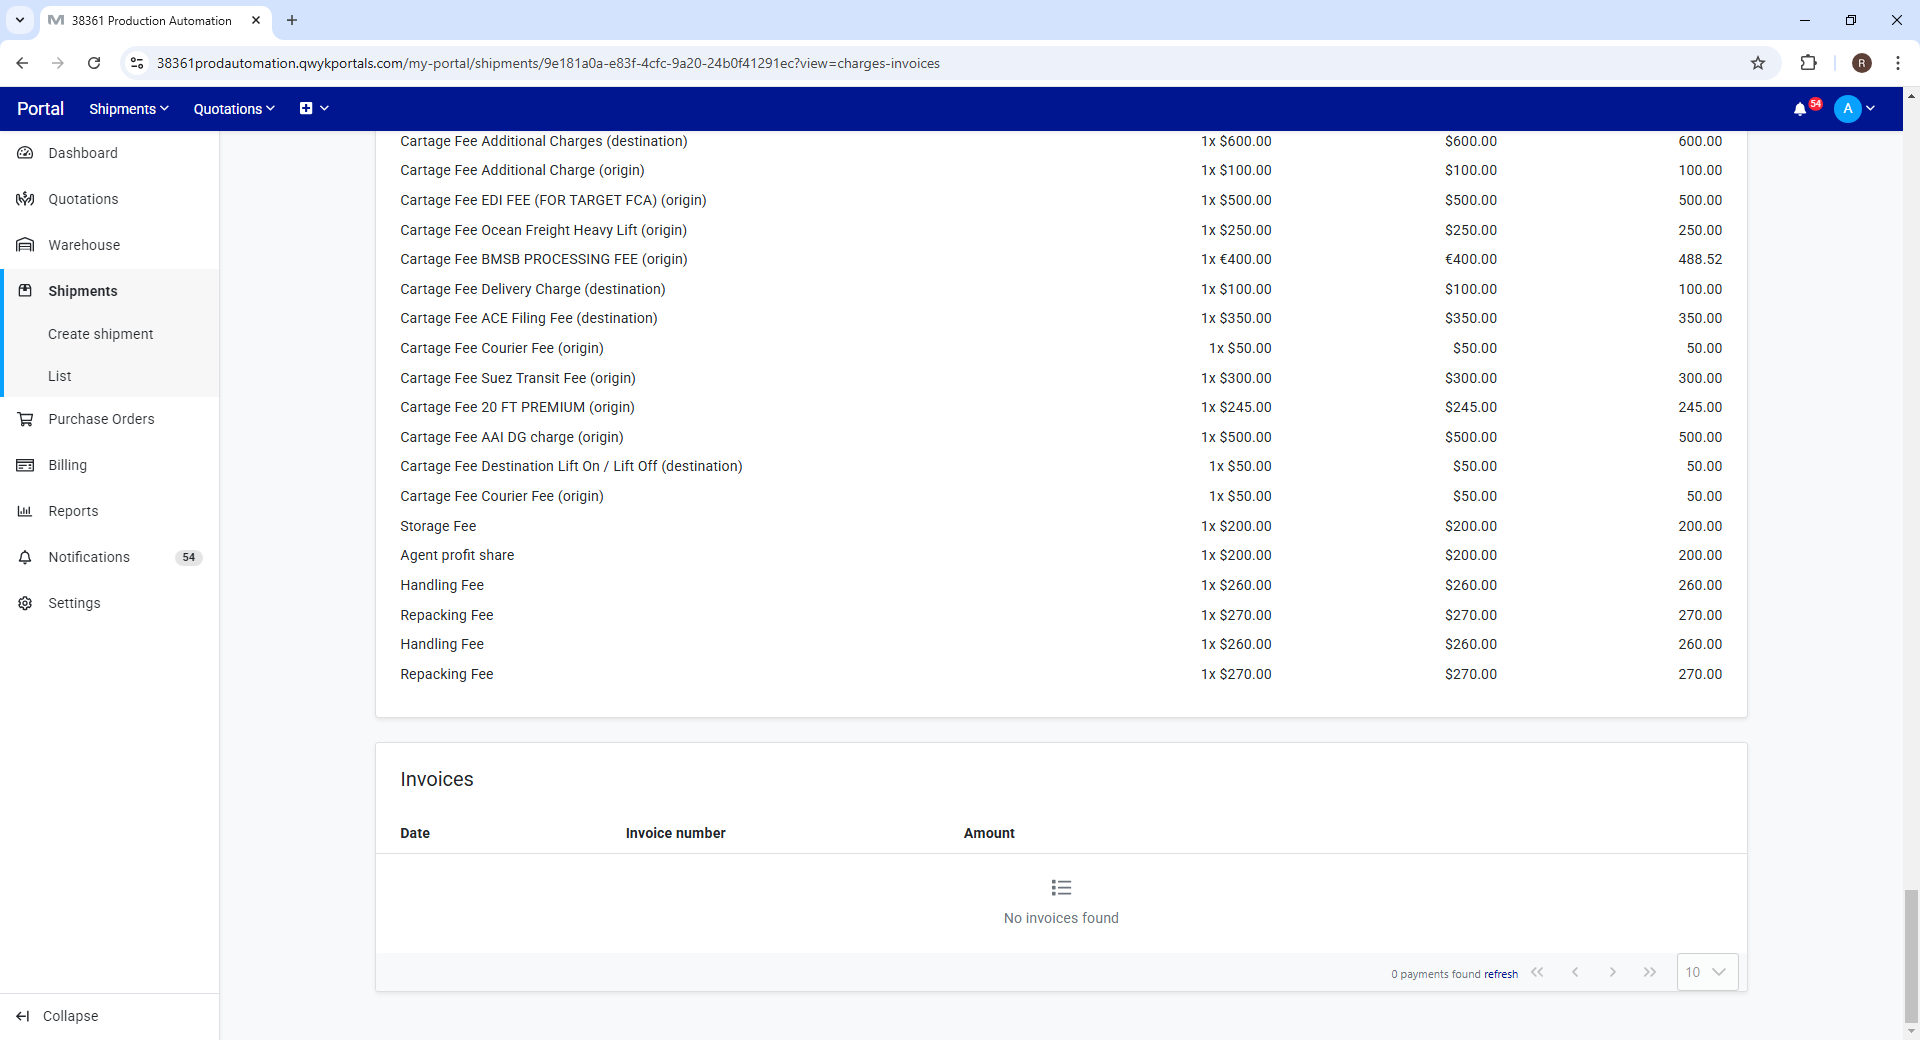 38361 Production Automation
38361prodautomation.qwykportals.com/my-portal/shipments/9e181a0a-e83f-4cfc-9a20-24b0f41291ec?view=charges-invoices
R
Portal
Shipments
Quotations
54
A
Dashboard
Quotations
Warehouse
Shipments
Create shipment
List
Purchase Orders
Billing
Reports
Notifications 54
Settings
Collapse
Cartage Fee Additional Charges (destination) 1x $600.00 $600.00 600.00
Cartage Fee Additional Charge (origin) 1x $100.00 $100.00 100.00
Cartage Fee EDI FEE (FOR TARGET FCA) (origin) 1x $500.00 $500.00 500.00
Cartage Fee Ocean Freight Heavy Lift (origin) 1x $250.00 $250.00 250.00
Cartage Fee BMSB PROCESSING FEE (origin) 1x €400.00 €400.00 488.52
Cartage Fee Delivery Charge (destination) 1x $100.00 $100.00 100.00
Cartage Fee ACE Filing Fee (destination) 1x $350.00 $350.00 350.00
Cartage Fee Courier Fee (origin) 1x $50.00 $50.00 50.00
Cartage Fee Suez Transit Fee (origin) 1x $300.00 $300.00 300.00
Cartage Fee 20 FT PREMIUM (origin) 1x $245.00 $245.00 245.00
Cartage Fee AAI DG charge (origin) 1x $500.00 $500.00 500.00
Cartage Fee Destination Lift On / Lift Off (destination) 1x $50.00 $50.00 50.00
Cartage Fee Courier Fee (origin) 1x $50.00 $50.00 50.00
Storage Fee 1x $200.00 $200.00 200.00
Agent profit share 1x $200.00 $200.00 200.00
Handling Fee 1x $260.00 $260.00 260.00
Repacking Fee 1x $270.00 $270.00 270.00
Handling Fee 1x $260.00 $260.00 260.00
Repacking Fee 1x $270.00 $270.00 270.00
Invoices
Date Invoice number Amount
No invoices found
0 payments found refresh 10